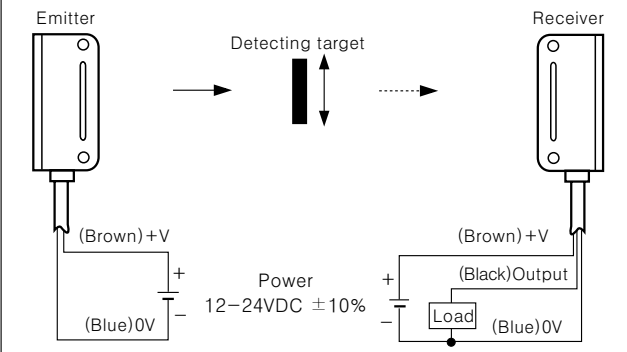 Emitter
Receiver
Detecting target
(Brown)+V
(Brown)+V
+
+
Power
(Black)Output
12-24VDC ±10%
−
−
Load
(Blue)0V
(Blue)0V